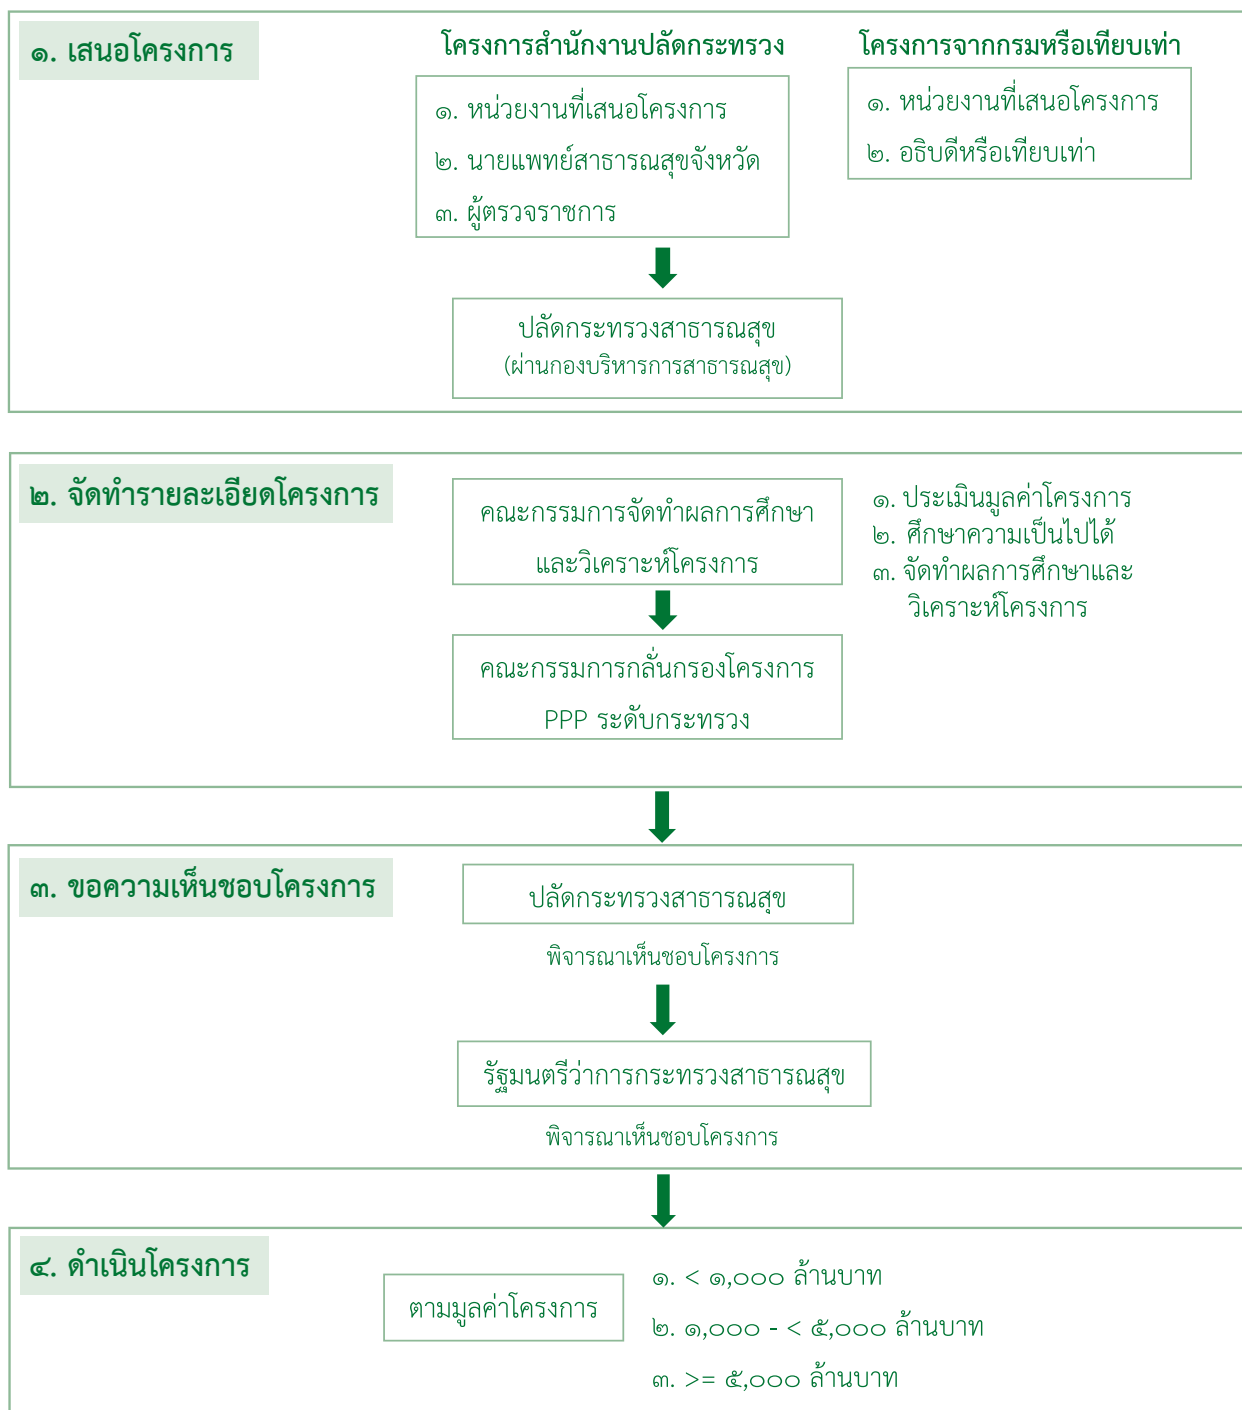 ๑. เสนอโครงการ
โครงการสำนักงานปลัดกระทรวง
๑. หน่วยงานที่เสนอโครงการ
๒. นายแพทย์สาธารณสุขจังหวัด
๓. ผู้ตรวจราชการ
โครงการจากกรมหรือเทียบเท่า
๑. หน่วยงานที่เสนอโครงการ
๒. อธิบดีหรือเทียบเท่า
ปลัดกระทรวงสาธารณสุข
(ผ่านกองบริหารการสาธารณสุข)
๒. จัดทำรายละเอียดโครงการ
คณะกรรมการจัดทำผลการศึกษา
และวิเคราะห์โครงการ
๑. ประเมินมูลค่าโครงการ
๒. ศึกษาความเป็นไปได้
๓. จัดทำผลการศึกษาและ
วิเคราะห์โครงการ
คณะกรรมการกลั่นกรองโครงการ
PPP ระดับกระทรวง
๓. ขอความเห็นชอบโครงการ
ปลัดกระทรวงสาธารณสุข
พิจารณาเห็นชอบโครงการ
รัฐมนตรีว่าการกระทรวงสาธารณสุข
พิจารณาเห็นชอบโครงการ
๔. ดำเนินโครงการ
ตามมูลค่าโครงการ
๑. < ๑,๐๐๐ ล้านบาท
๒. ๑,๐๐๐ - < ๕,๐๐๐ ล้านบาท
๓. >= ๕,๐๐๐ ล้านบาท